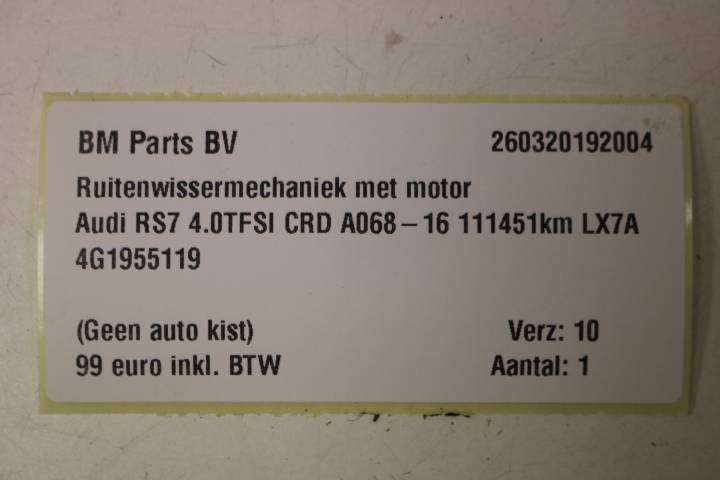 BM Parts BV 260320192004
Ruitenwissermechaniek met motor
Audi RS7 4.0TFSI CRD A068-16 111451km LX7A
4G1955119
(Geen auto kist) Verz: 10
99 euro inkl. BTW Aantal: 1